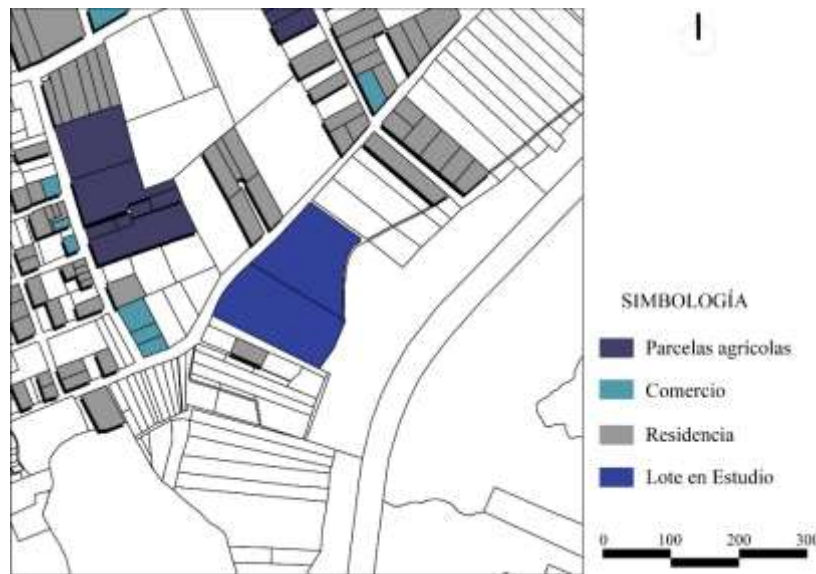 SIMBOLOGÍA
Parcelas agrícolas
Comercio
Residencia
Lote en Estudio
0 100 200 300